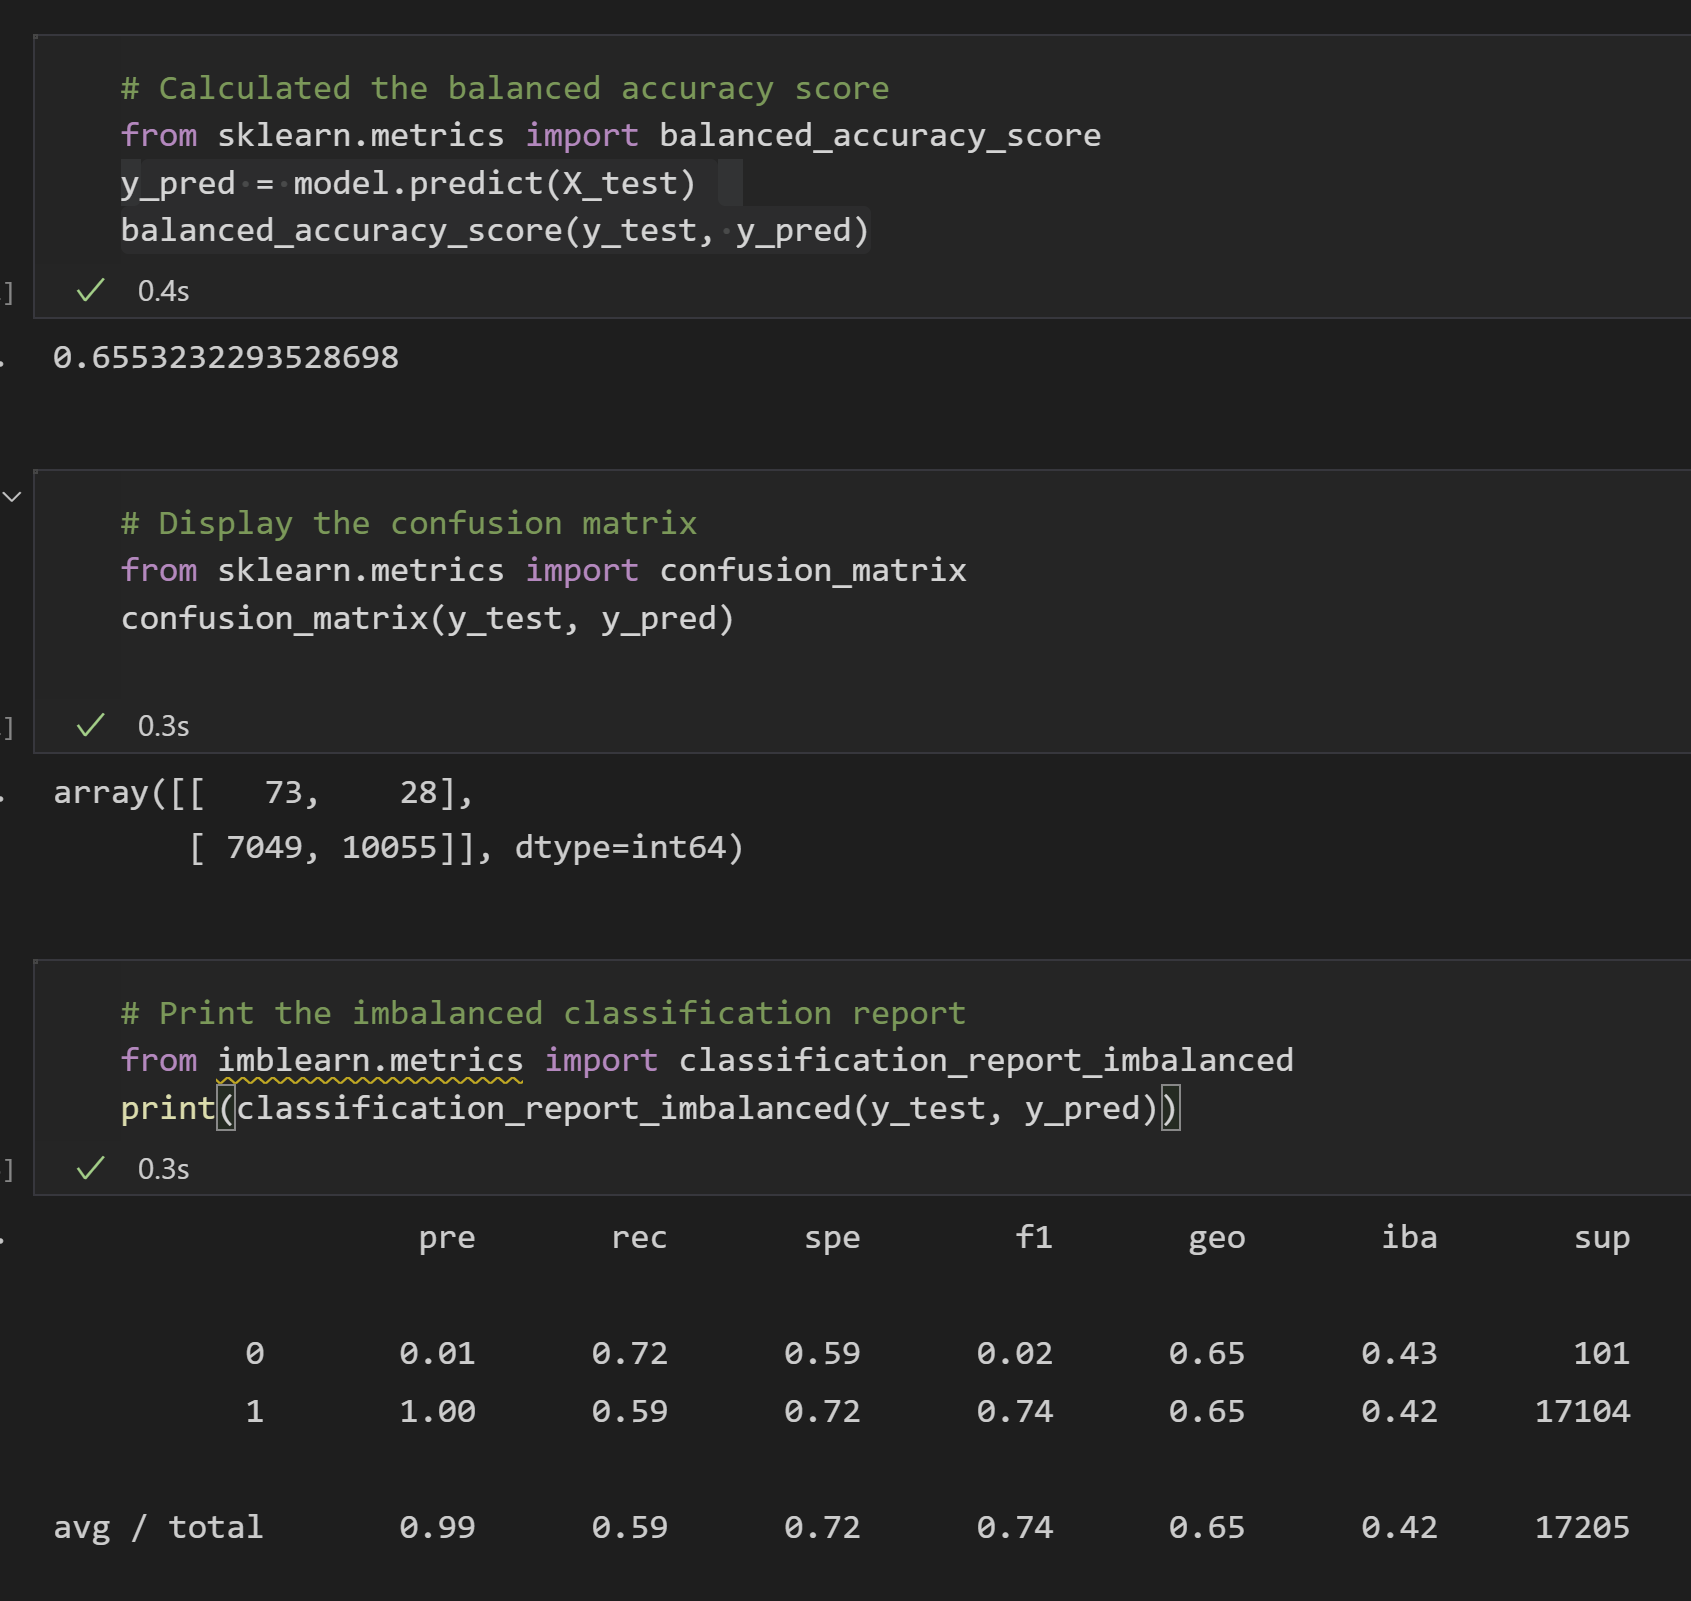 # Calculated the balanced accuracy score
from sklearn.metrics import balanced_accuracy_score
y_pred = model.predict(X_test)
balanced_accuracy_score(y_test, y_pred)
] 0.4s
0.6553232293528698
# Display the confusion matrix
from sklearn.metrics import confusion_matrix
confusion_matrix(y_test, y_pred)
] 0.3s
array([[   73,    28],
       [ 7049, 10055]], dtype=int64)
# Print the imbalanced classification report
from imblearn.metrics import classification_report_imbalanced
print(classification_report_imbalanced(y_test, y_pred))
] 0.3s
pre rec spe f1 geo iba sup
0 0.01 0.72 0.59 0.02 0.65 0.43 101
1 1.00 0.59 0.72 0.74 0.65 0.42 17104
avg / total 0.99 0.59 0.72 0.74 0.65 0.42 17205